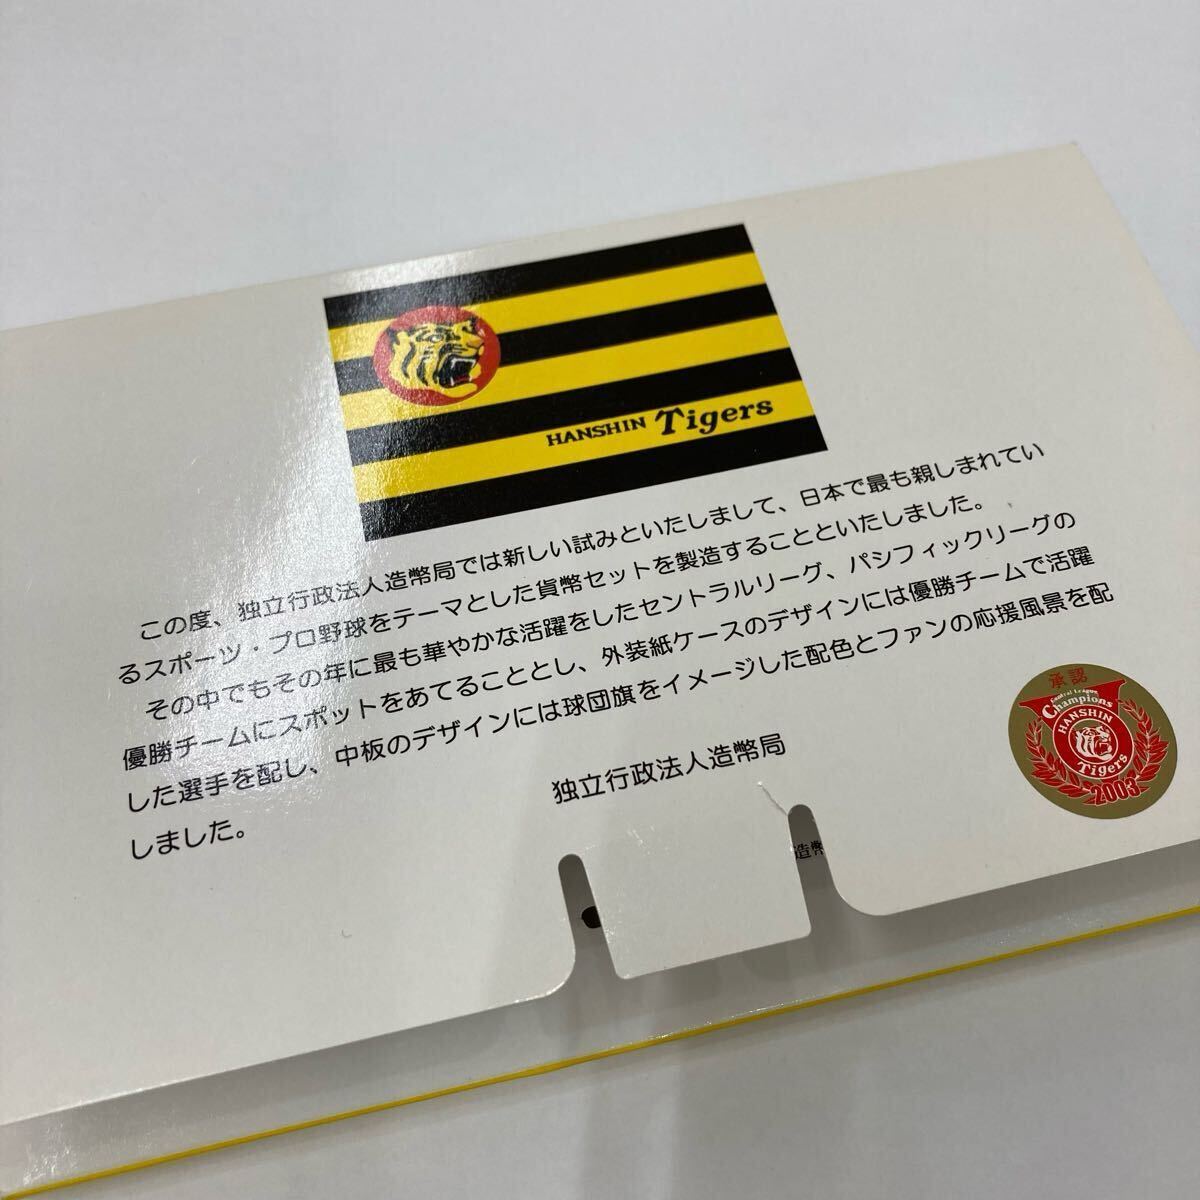 HANSHIN Tigers
この度、独立行政法人造幣局では新しい試みといたしまして、日本で最も親しまれてい
るスポーツ・プロ野球をテーマとした貨幣セットを製造することといたしました。
その中でもその年に最も華やかな活躍をしたセントラルリーグ、パシフィックリーグの
優勝チームにスポットをあてることとし、外装紙ケースのデザインには優勝チームで活躍
した選手を配し、中板のデザインには球団旗をイメージした配色とファンの応援風景を配
しました。
独立行政法人造幣局
承認
Central League
Champions
HANSHIN
Tigers
2003
造幣